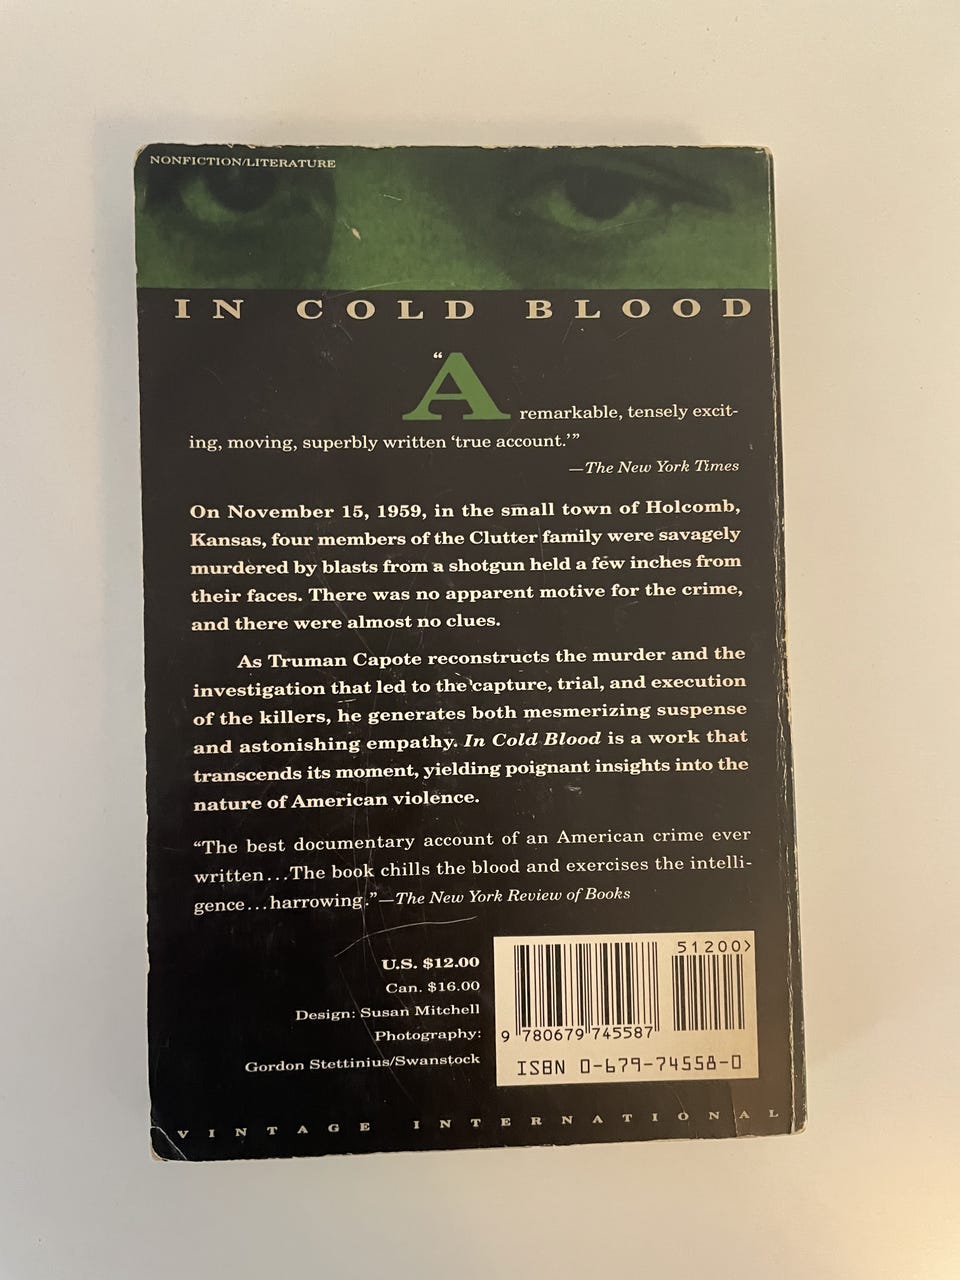 NONFICTION/LITERATURE
IN COLD BLOOD
“A remarkable, tensely excit-
ing, moving, superbly written ‘true account.’”
—The New York Times
On November 15, 1959, in the small town of Holcomb,
Kansas, four members of the Clutter family were savagely
murdered by blasts from a shotgun held a few inches from
their faces. There was no apparent motive for the crime,
and there were almost no clues.
As Truman Capote reconstructs the murder and the
investigation that led to the capture, trial, and execution
of the killers, he generates both mesmerizing suspense
and astonishing empathy. In Cold Blood is a work that
transcends its moment, yielding poignant insights into the
nature of American violence.
“The best documentary account of an American crime ever
written...The book chills the blood and exercises the intelli-
gence...harrowing.”—The New York Review of Books
U.S. $12.00
Can. $16.00
Design: Susan Mitchell
Photography:
Gordon Stettinius/Swanstock
51200>
9 780679 745587
ISBN 0-679-74558-0
VINTAGE INTERNATIONAL